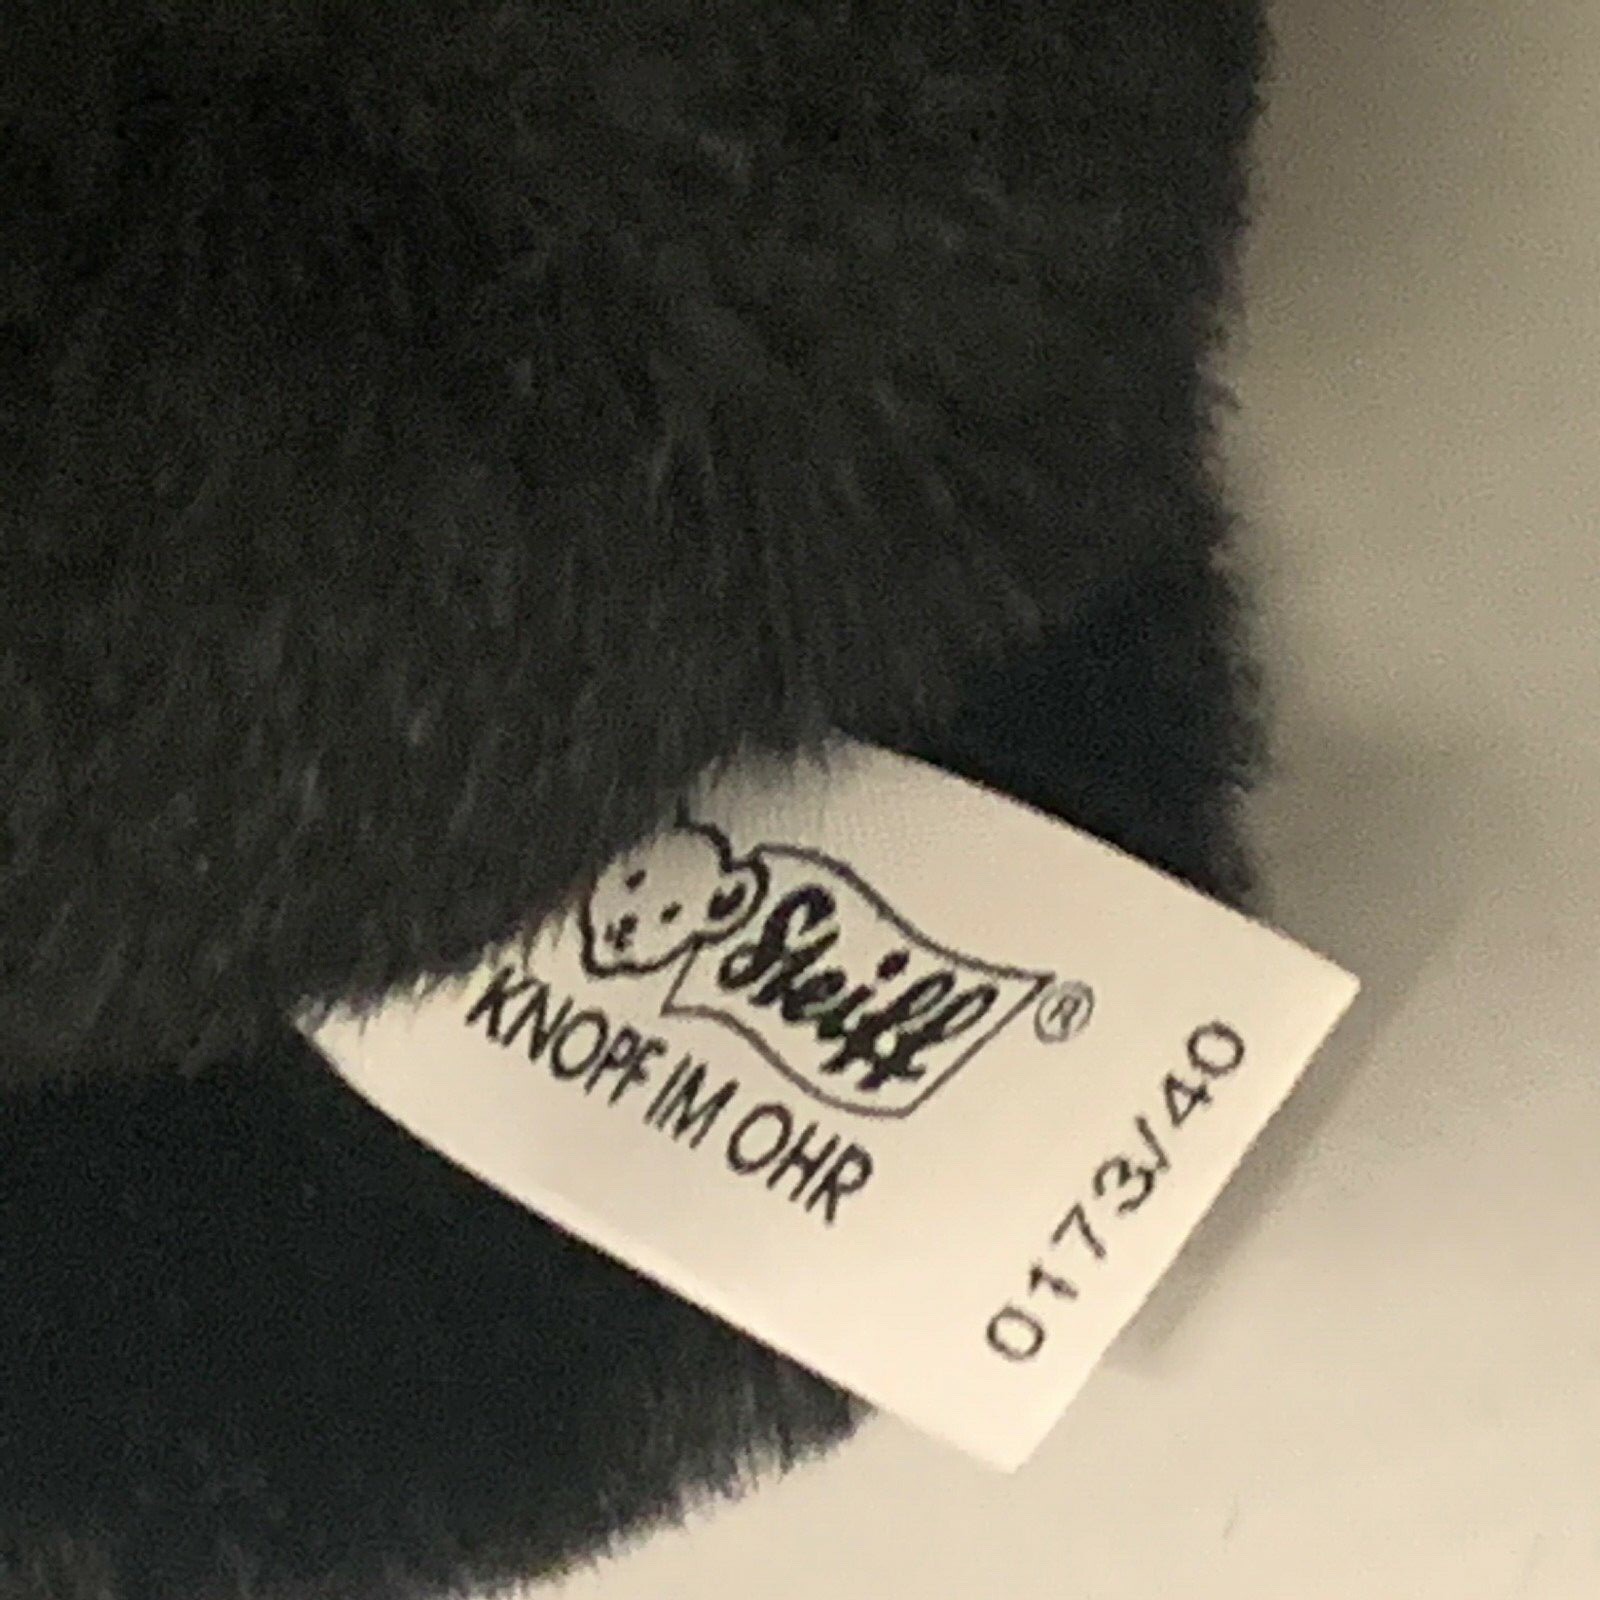 Steiff®
KNOPF IM OHR
0173/40